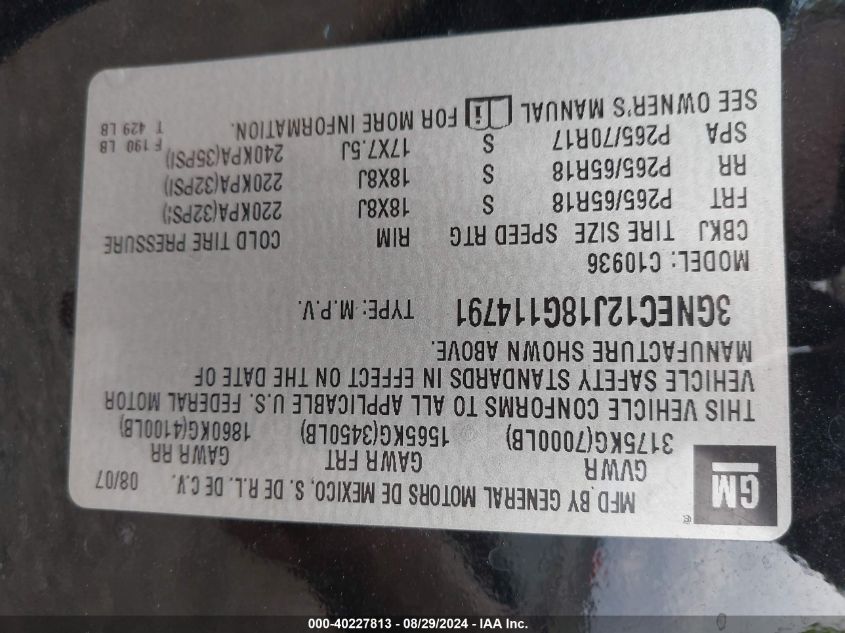 GM
®
MFD BY GENERAL MOTORS DE MEXICO, S. DE R.L. DE C.V. 08/07
GVWR GAWR FRT GAWR RR
3175KG(7000LB) 1565KG(3450LB) 1860KG(4100LB)
THIS VEHICLE CONFORMS TO ALL APPLICABLE U.S. FEDERAL MOTOR
VEHICLE SAFETY STANDARDS IN EFFECT ON THE DATE OF
MANUFACTURE SHOWN ABOVE.
3GNEC12J18G114791 TYPE: M.P.V.
MODEL: C10936
CBKJ TIRE SIZE SPEED RTG RIM COLD TIRE PRESSURE
FRT P265/65R18 S 18X8J 220KPA(32PSI)
RR P265/65R18 S 18X8J 220KPA(32PSI)
SPA P265/70R17 S 17X7.5J 240KPA(35PSI) F 190 LB
SEE OWNER'S MANUAL i FOR MORE INFORMATION. T 429 LB
000-40227813 - 08/29/2024 - IAA Inc.